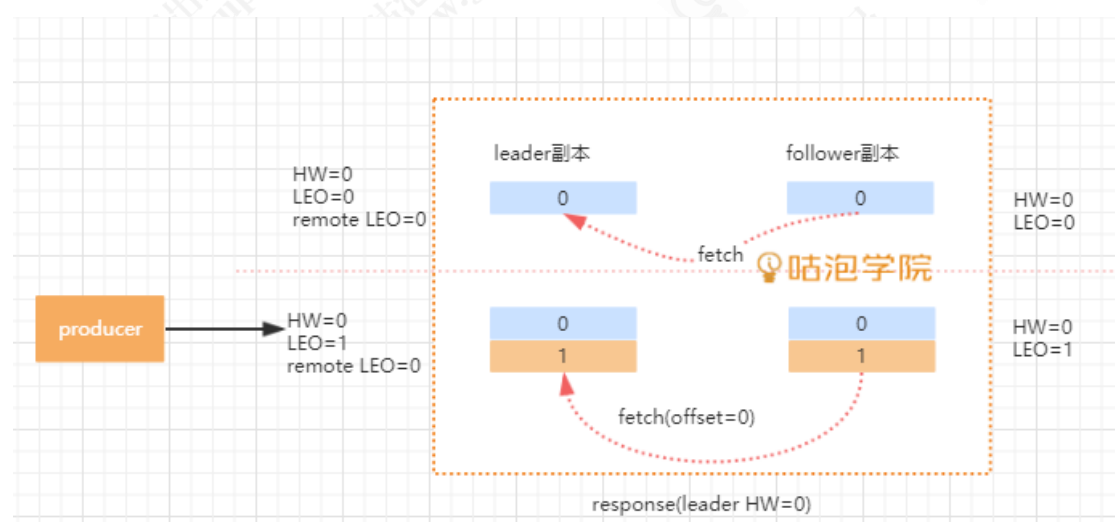 leader副本
follower副本
HW=0
LEO=0
remote LEO=0
0
0
HW=0
LEO=0
fetch
咕泡学院
producer
HW=0
LEO=1
remote LEO=0
0
1
0
1
HW=0
LEO=1
fetch(offset=0)
response(leader HW=0)